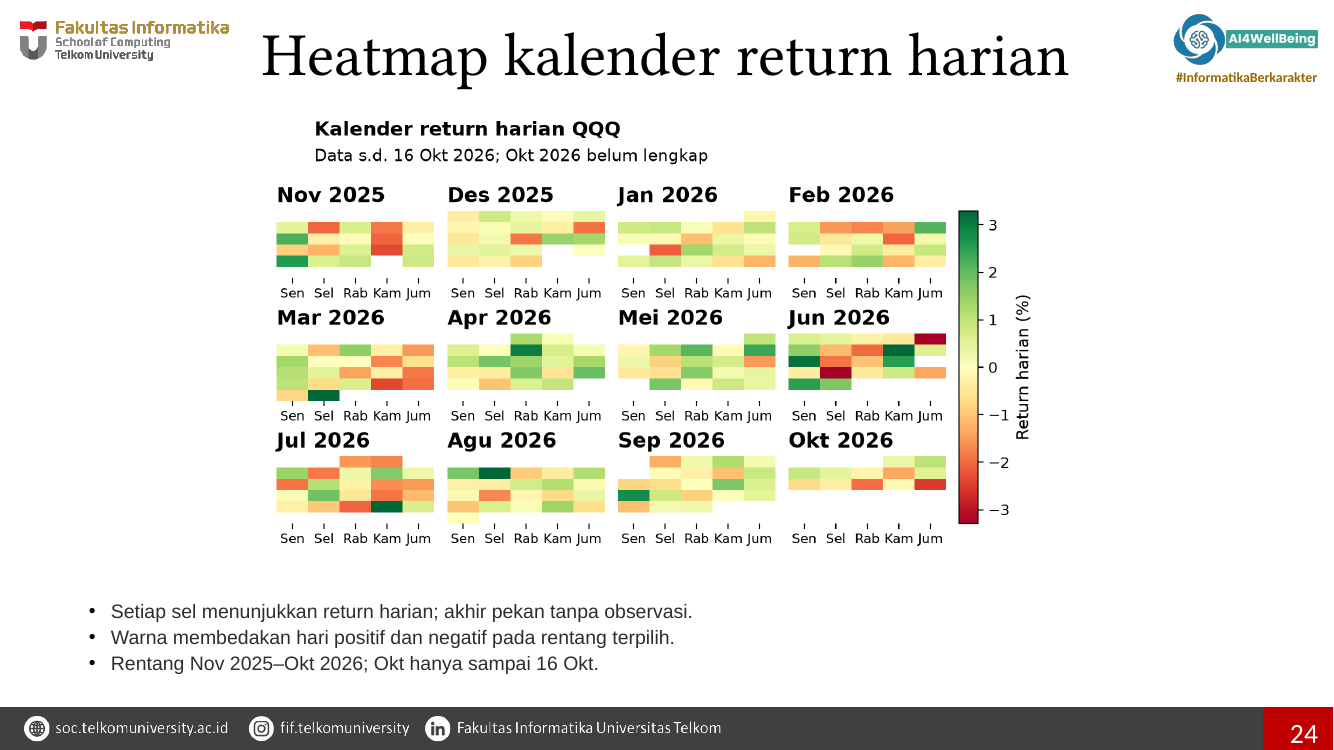 Fakultas Informatika
School of Computing
Telkom University
Heatmap kalender return harian
AI4WellBeing
#InformatikaBerkarakter
Kalender return harian QQQ
Data s.d. 16 Okt 2026; Okt 2026 belum lengkap
Nov 2025 Des 2025 Jan 2026 Feb 2026
Sen Sel Rab Kam Jum Sen Sel Rab Kam Jum Sen Sel Rab Kam Jum Sen Sel Rab Kam Jum
Mar 2026 Apr 2026 Mei 2026 Jun 2026
Sen Sel Rab Kam Jum Sen Sel Rab Kam Jum Sen Sel Rab Kam Jum Sen Sel Rab Kam Jum
Jul 2026 Agu 2026 Sep 2026 Okt 2026
Sen Sel Rab Kam Jum Sen Sel Rab Kam Jum Sen Sel Rab Kam Jum Sen Sel Rab Kam Jum
3
2
1
0
−1
−2
−3
Return harian (%)
• Setiap sel menunjukkan return harian; akhir pekan tanpa observasi.
• Warna membedakan hari positif dan negatif pada rentang terpilih.
• Rentang Nov 2025–Okt 2026; Okt hanya sampai 16 Okt.
soc.telkomuniversity.ac.id fif.telkomuniversity Fakultas Informatika Universitas Telkom
24